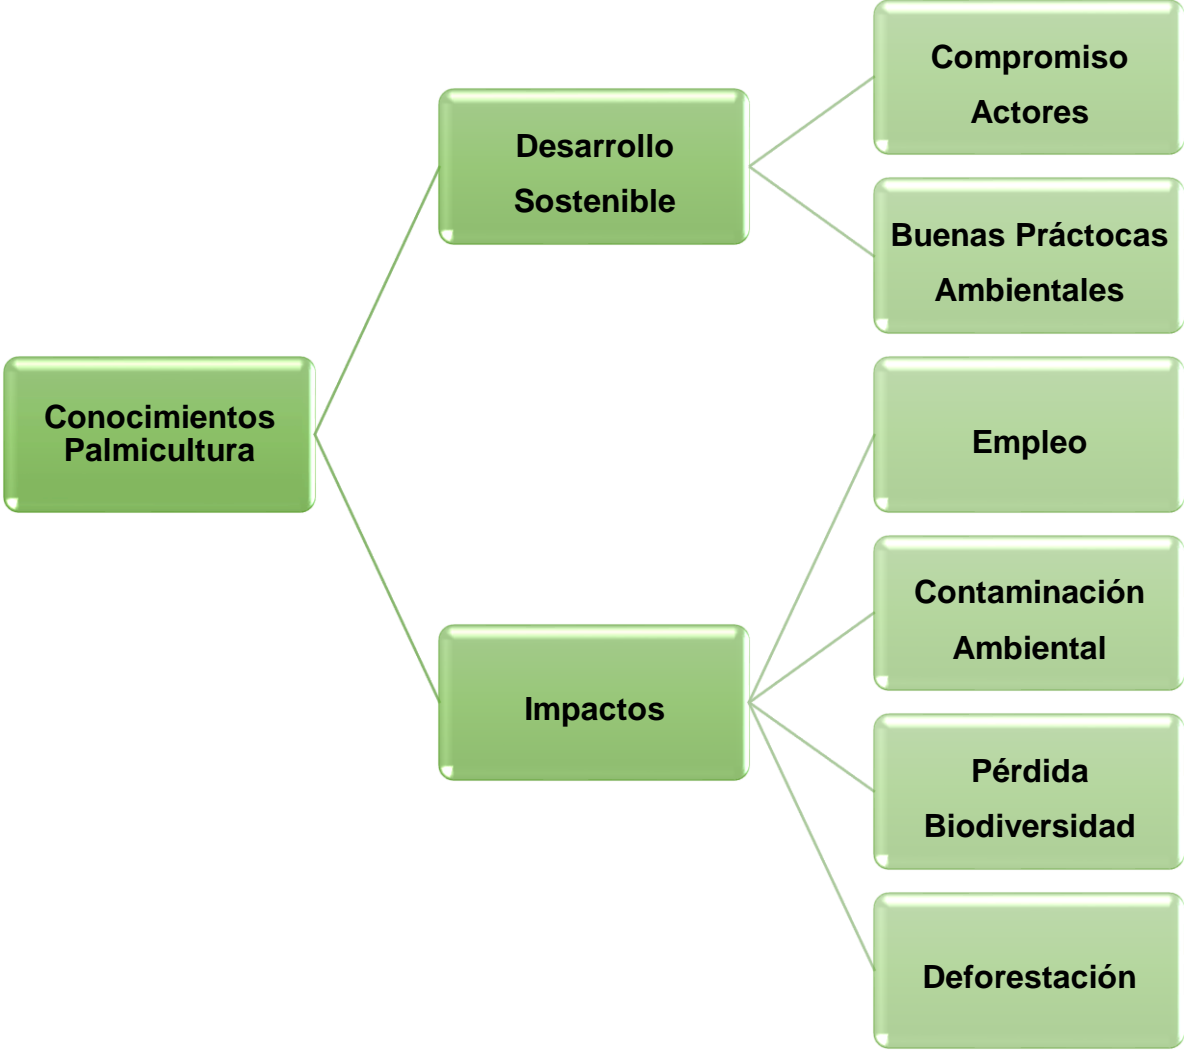 Conocimientos
Palmicultura
Desarrollo
Sostenible
Compromiso
Actores
Buenas Práctocas
Ambientales
Impactos
Empleo
Contaminación
Ambiental
Pérdida
Biodiversidad
Deforestación